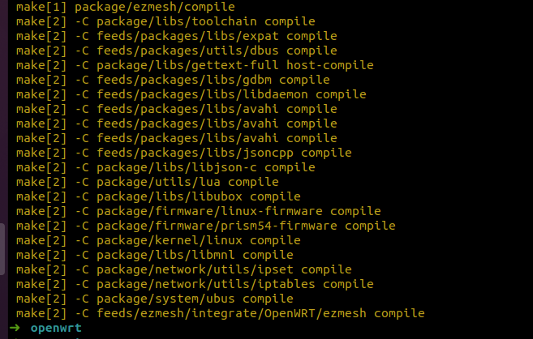 make[1] package/ezmesh/compile
make[2] -C package/libs/toolchain compile
make[2] -C feeds/packages/libs/expat compile
make[2] -C feeds/packages/utils/dbus compile
make[2] -C package/libs/gettext-full host-compile
make[2] -C feeds/packages/libs/gdbm compile
make[2] -C feeds/packages/libs/libdaemon compile
make[2] -C feeds/packages/libs/avahi compile
make[2] -C feeds/packages/libs/avahi compile
make[2] -C feeds/packages/libs/avahi compile
make[2] -C feeds/packages/libs/jsoncpp compile
make[2] -C package/libs/libjson-c compile
make[2] -C package/utils/lua compile
make[2] -C package/libs/libubox compile
make[2] -C package/firmware/linux-firmware compile
make[2] -C package/firmware/prism54-firmware compile
make[2] -C package/kernel/linux compile
make[2] -C package/libs/libmnl compile
make[2] -C package/network/utils/ipset compile
make[2] -C package/network/utils/iptables compile
make[2] -C package/system/ubus compile
make[2] -C feeds/ezmesh/integrate/OpenWRT/ezmesh compile
➜ openwrt